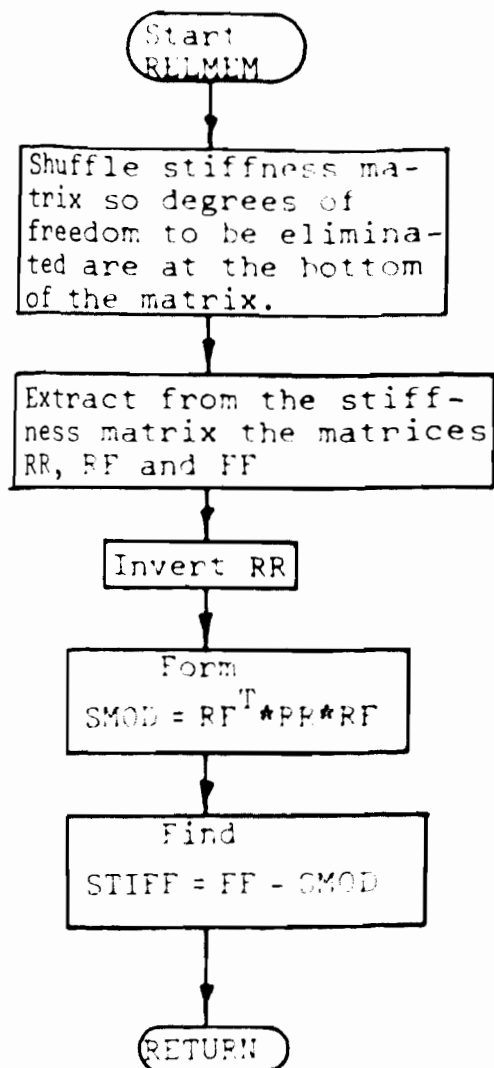 Start
RELMEM
Shuffle stiffness ma-
trix so degrees of
freedom to be elimina-
ted are at the bottom
of the matrix.
Extract from the stiff-
ness matrix the matrices
RR, RF and FF
Invert RR
Form
SMOD = RF^T*RR*RF
Find
STIFF = FF - SMOD
RETURN